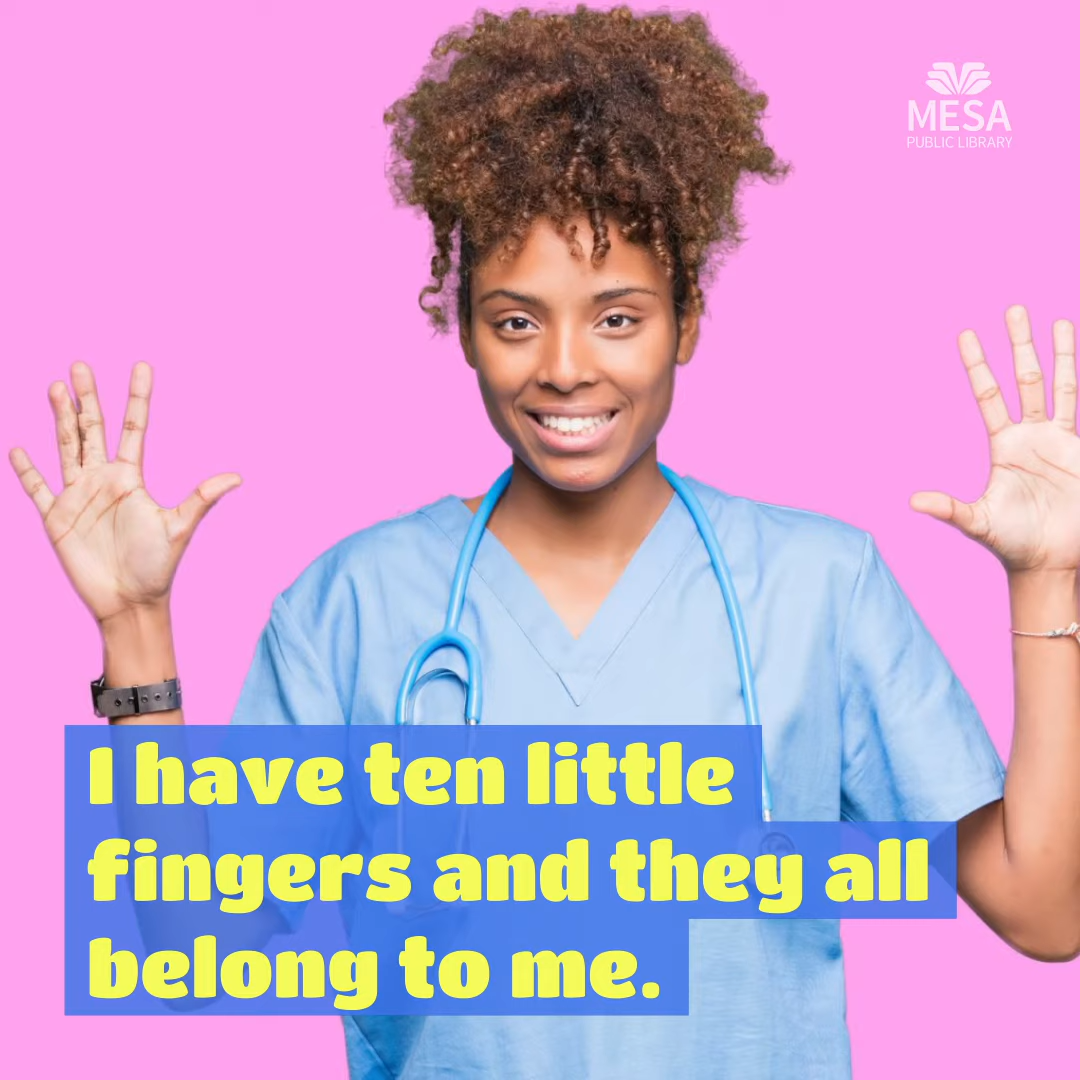 MESA
PUBLIC LIBRARY
I have ten little
fingers and they all
belong to me.